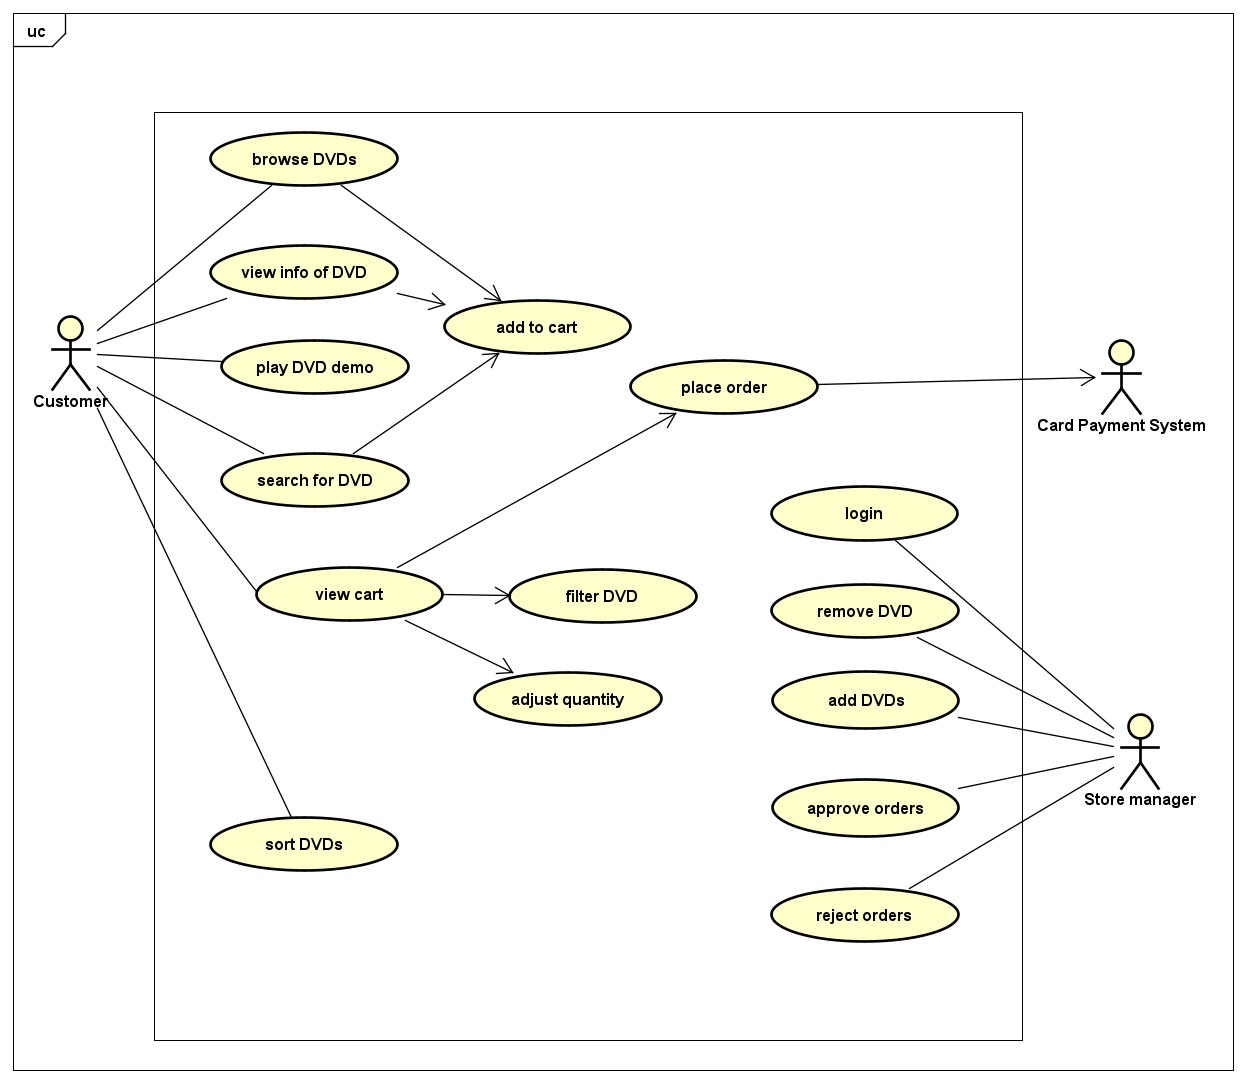 uc
browse DVDs
view info of DVD
add to cart
play DVD demo
place order
Customer
Card Payment System
search for DVD
login
view cart
filter DVD
remove DVD
adjust quantity
add DVDs
Store manager
approve orders
sort DVDs
reject orders